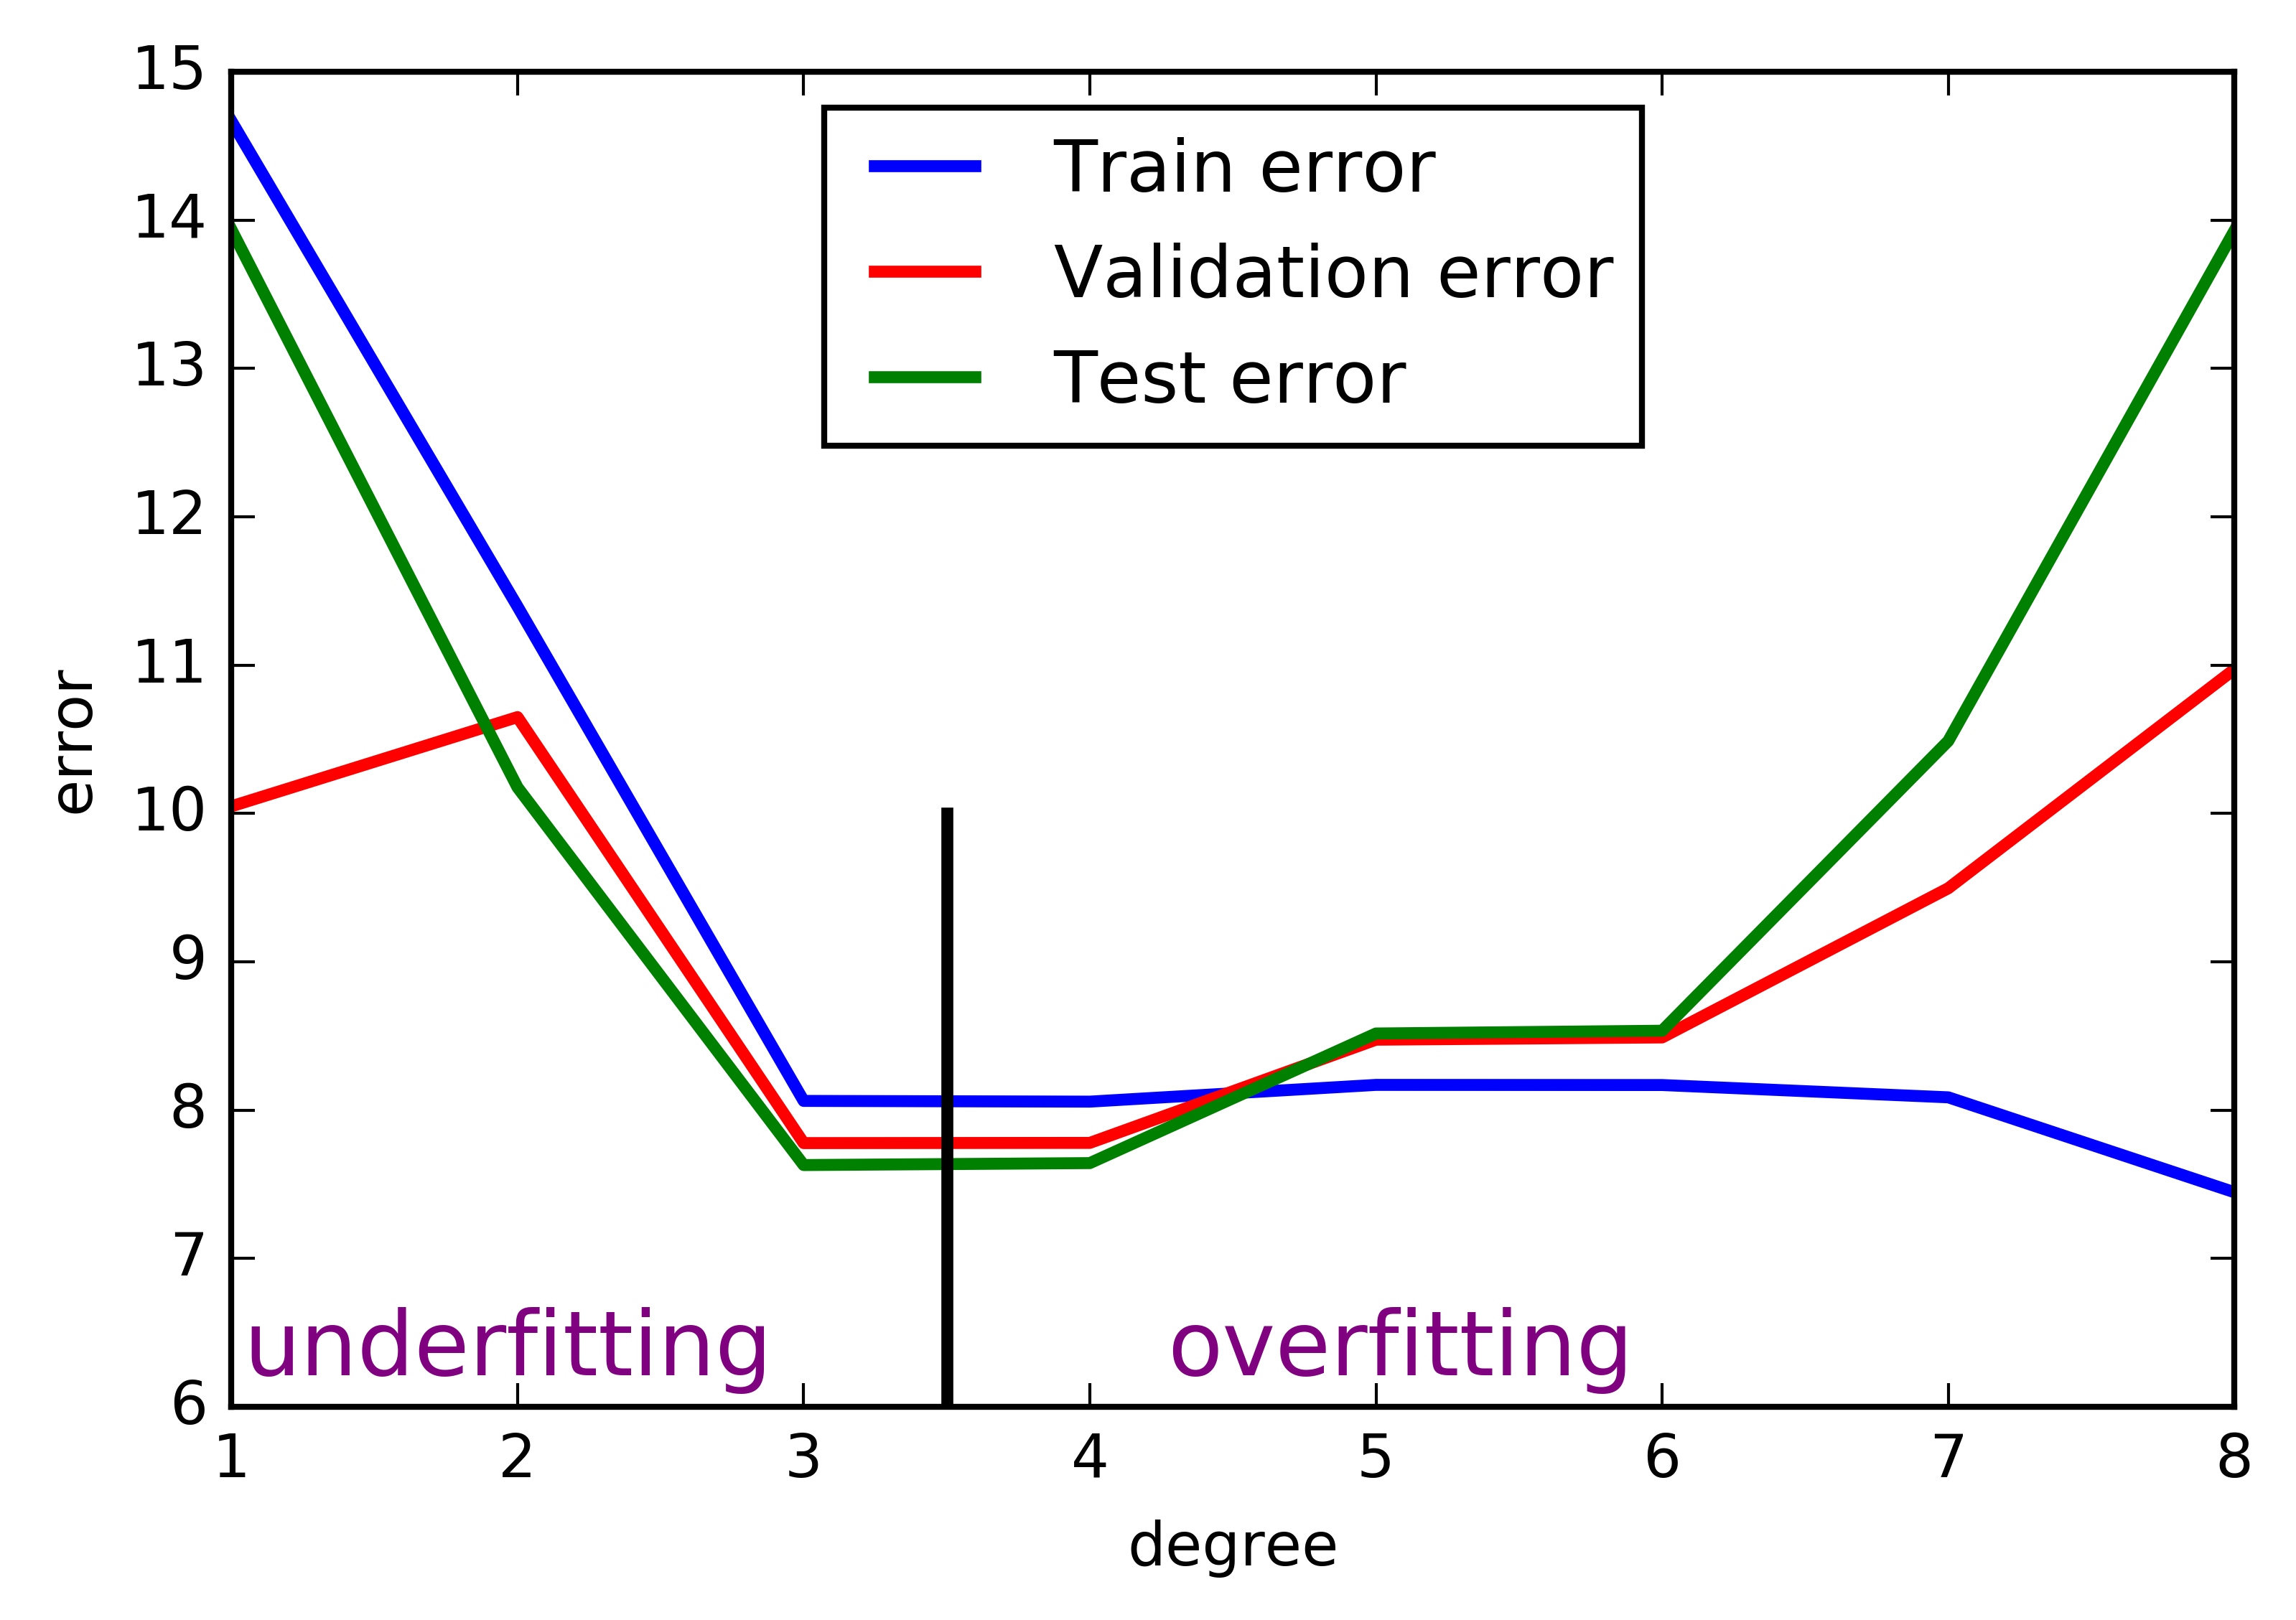 15
14
13
12
11
10
9
8
7
6
error
Train error
Validation error
Test error
underfitting
overfitting
1 2 3 4 5 6 7 8
degree